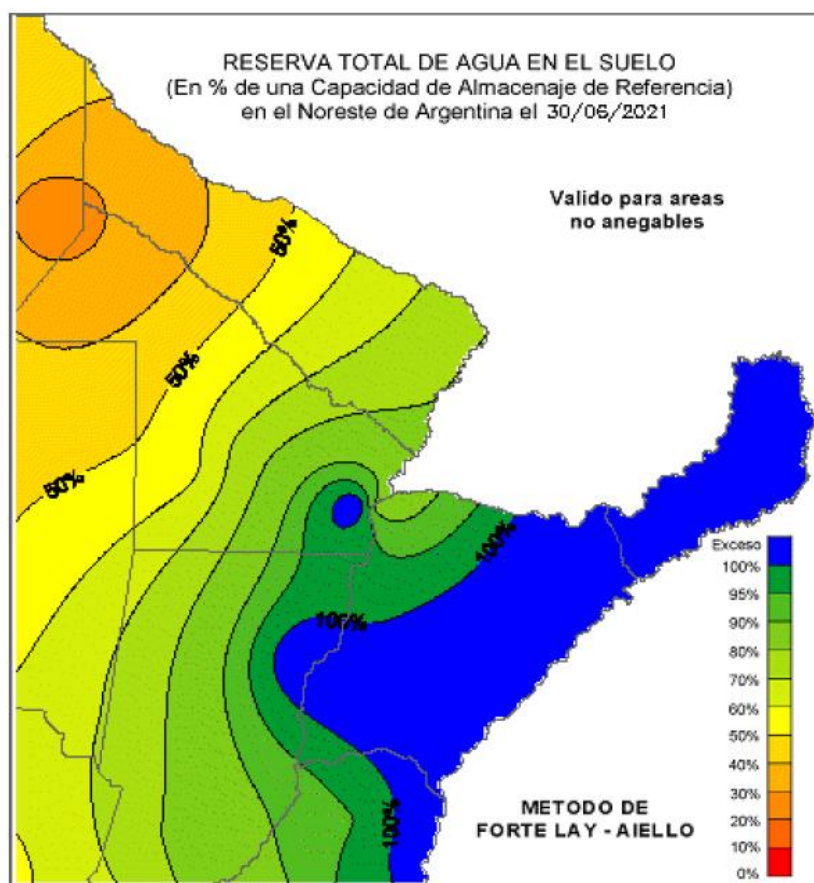 RESERVA TOTAL DE AGUA EN EL SUELO
(En % de una Capacidad de Almacenaje de Referencia)
en el Noreste de Argentina el 30/06/2021
Valido para areas
no anegables
50%
50%
50%
100%
100%
100%
Exceso
100%
95%
90%
80%
70%
60%
50%
40%
30%
20%
10%
0%
METODO DE
FORTE LAY - AIELLO